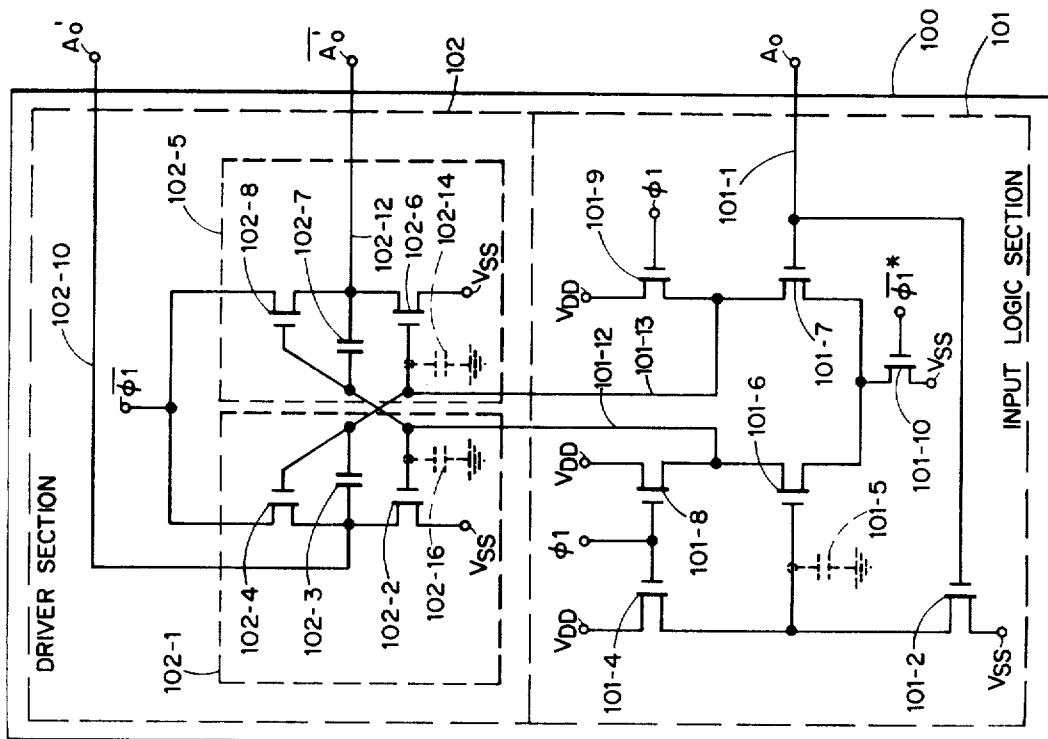 DRIVER SECTION
102-10
A0'
φ1
102-5
102-8
102-7
102-12
102-6
102-14
VSS
A0'
102
102-1
102-4
102-3
102-2
102-16
VSS
101-12
101-13
VDD
101-9
φ1
101-1
A0
VDD
φ1
VDD
101-4
101-8
101-6
101-7
φ1*
VSS
101-10
101-5
101-2
VSS
INPUT LOGIC SECTION
100
101